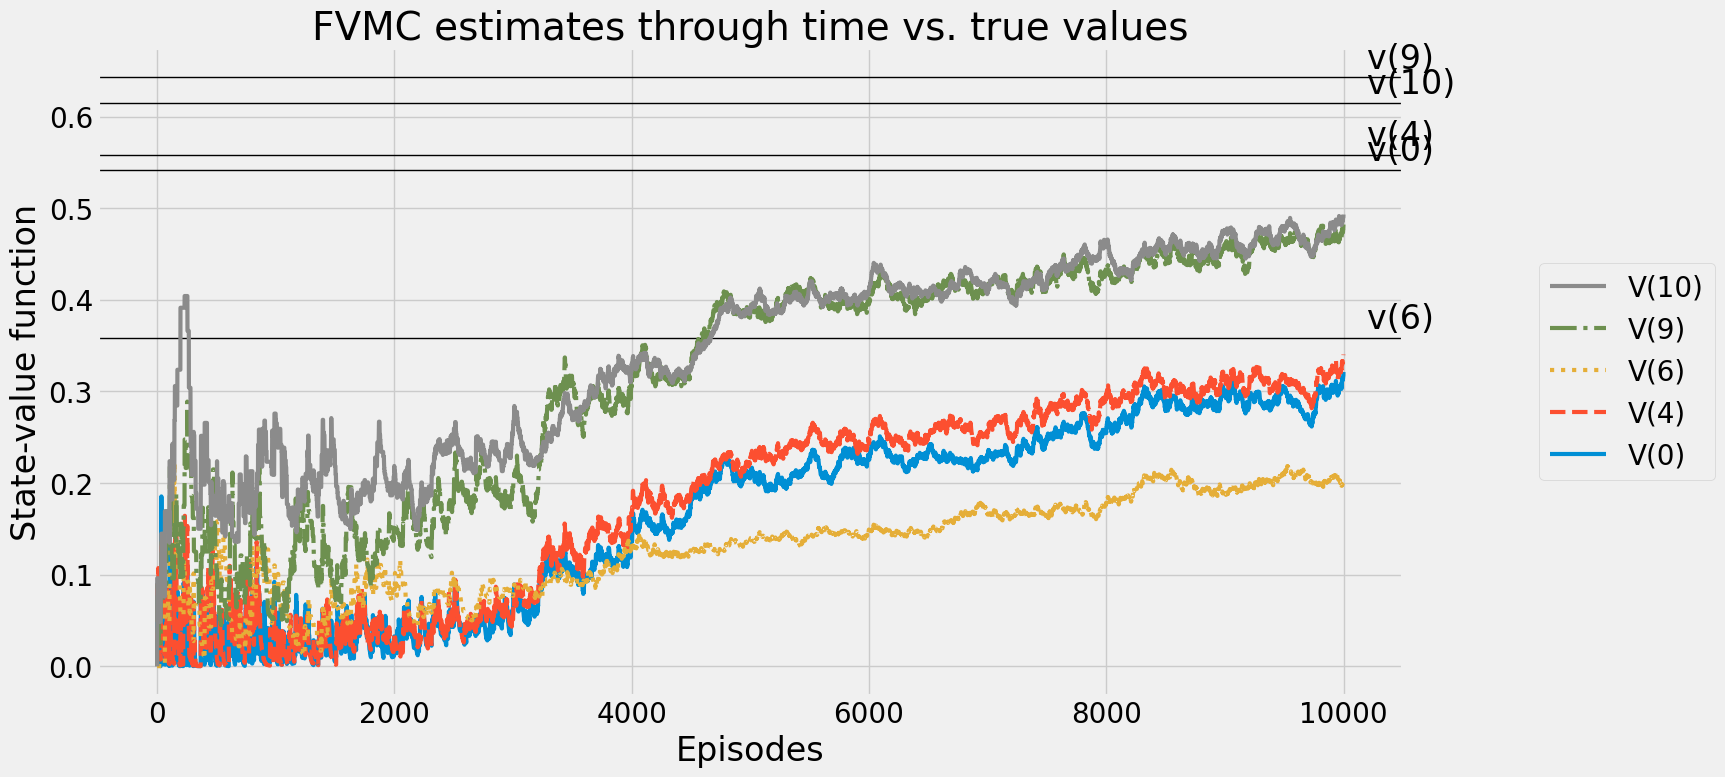 FVMC estimates through time vs. true values
v(9)
v(10)
v(4)
v(0)
v(6)
0.6
0.5
0.4
0.3
0.2
0.1
0.0
State-value function
0
2000
4000
6000
8000
10000
Episodes
V(10)
V(9)
V(6)
V(4)
V(0)